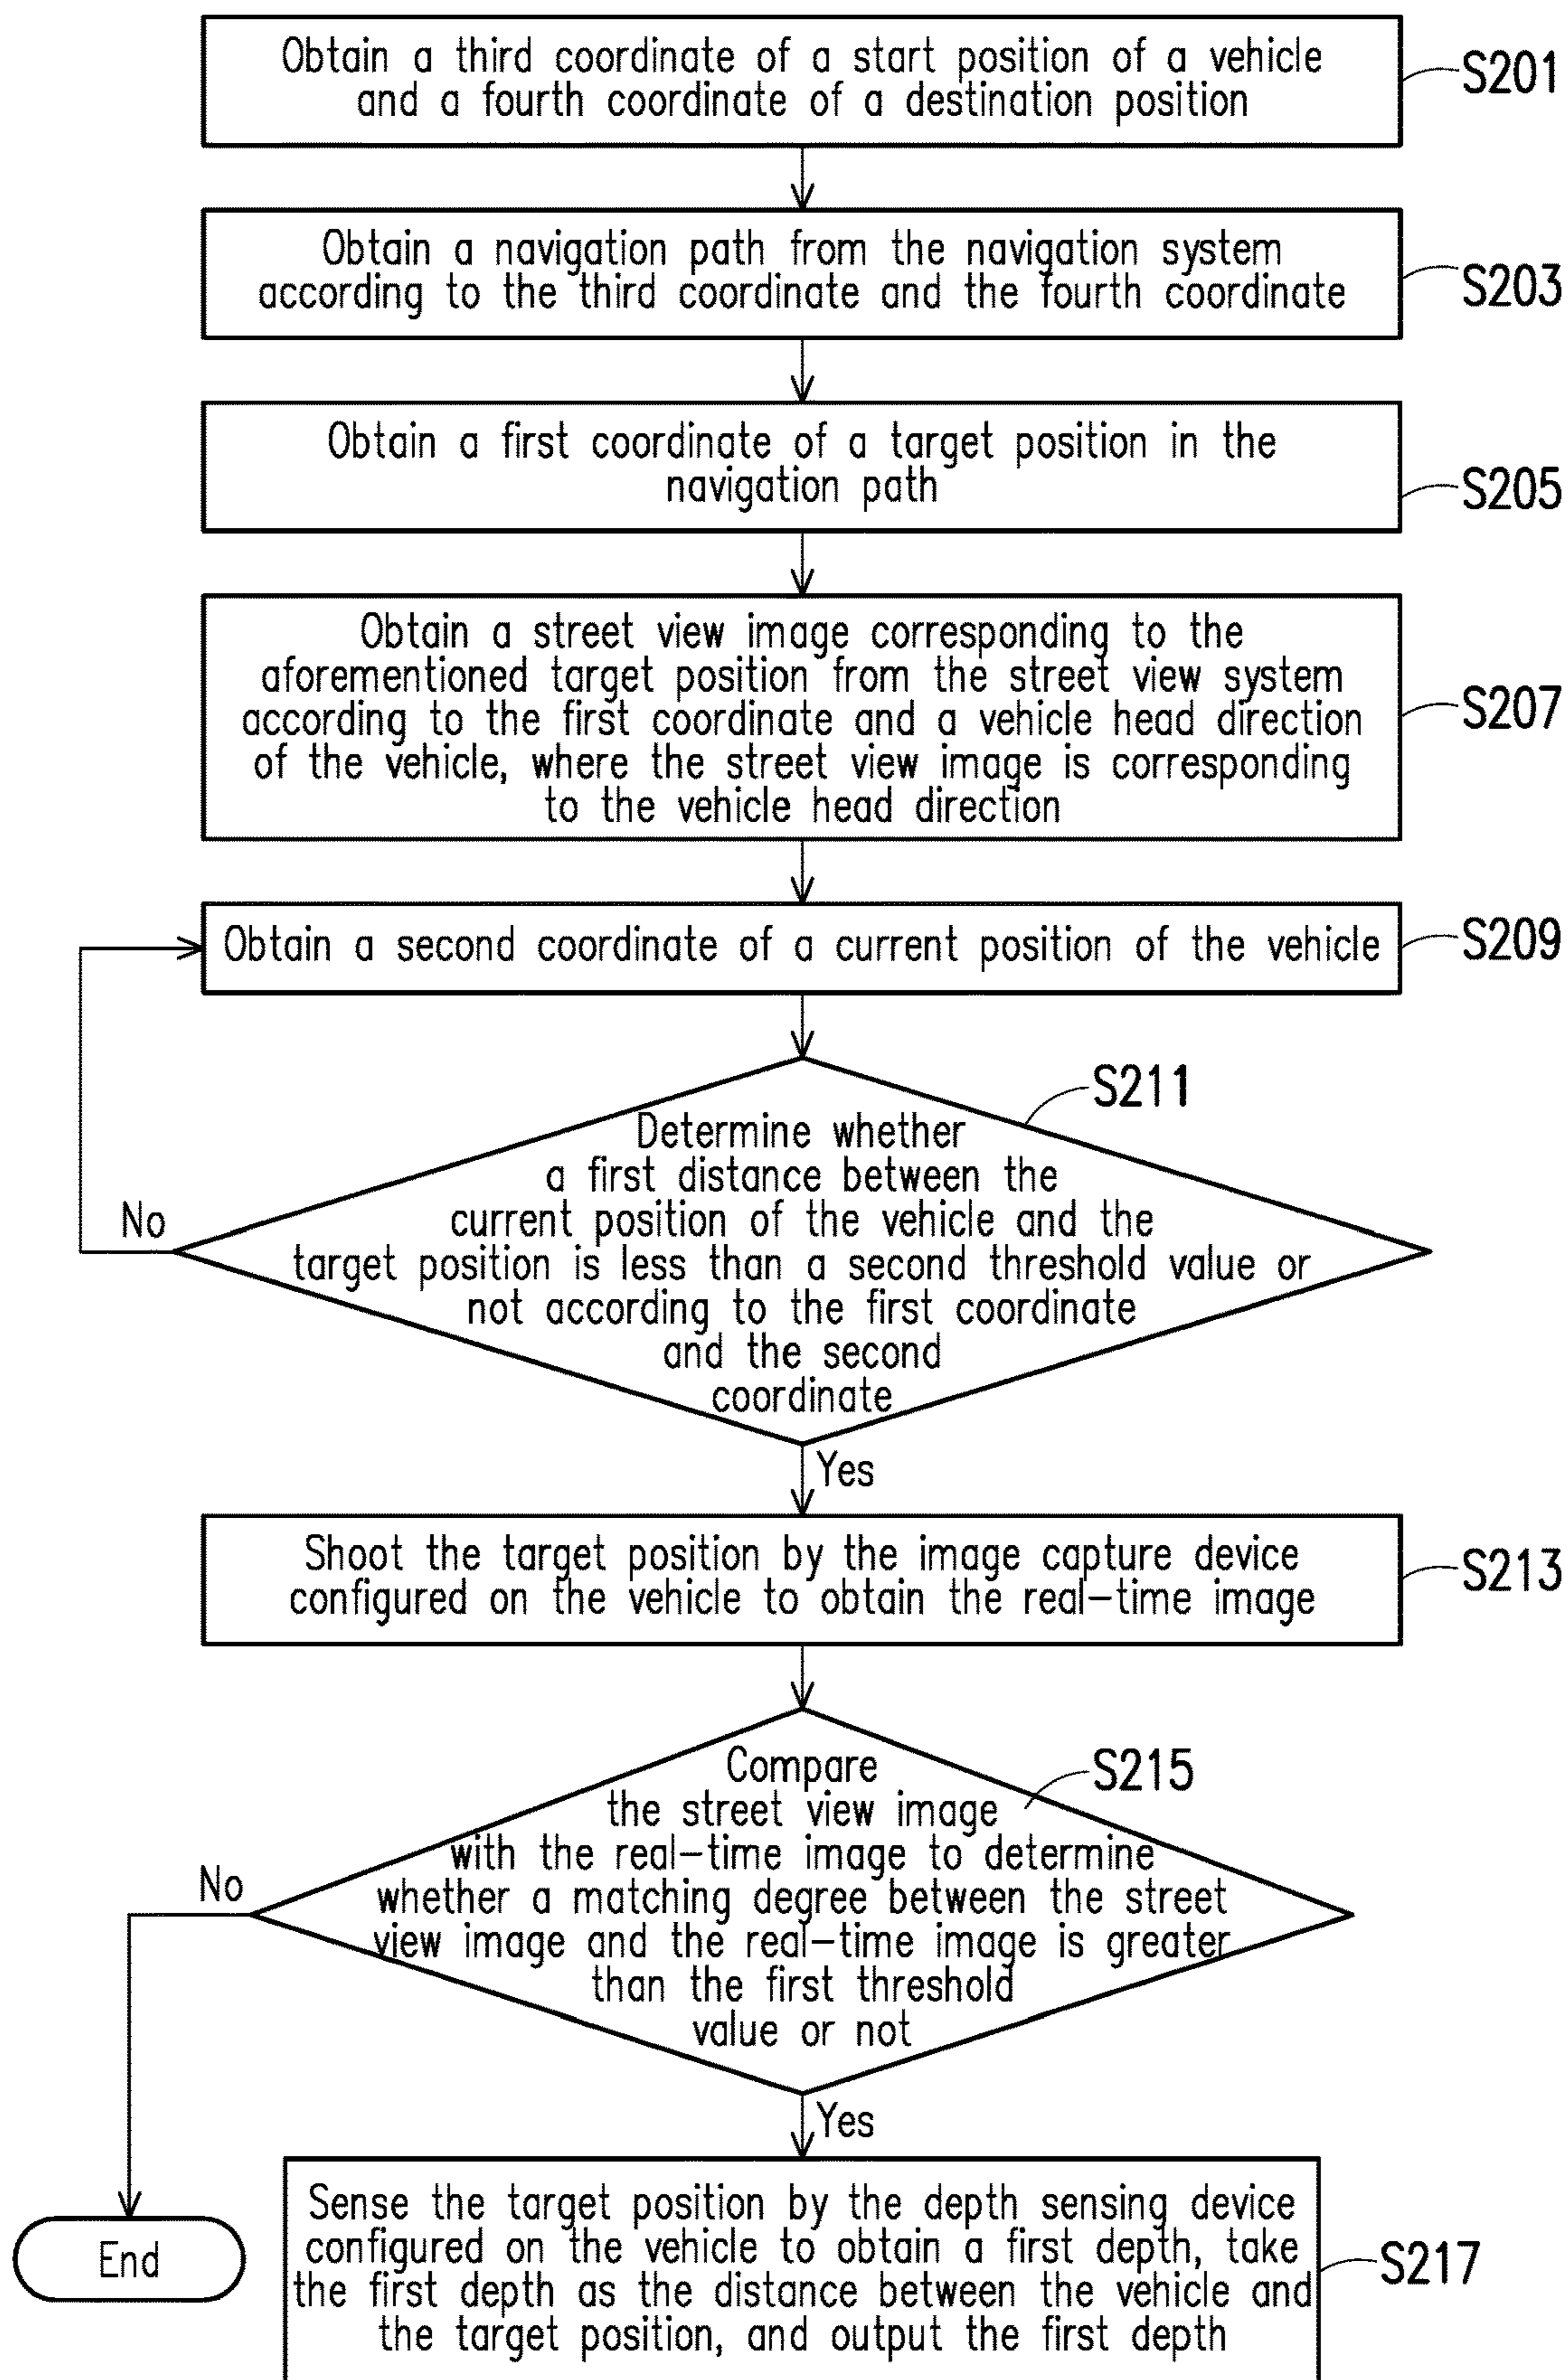 Obtain a third coordinate of a start position of a vehicle
and a fourth coordinate of a destination position
S201
Obtain a navigation path from the navigation system
according to the third coordinate and the fourth coordinate
S203
Obtain a first coordinate of a target position in the
navigation path
S205
Obtain a street view image corresponding to the
aforementioned target position from the street view system
according to the first coordinate and a vehicle head direction
of the vehicle, where the street view image is corresponding
to the vehicle head direction
S207
Obtain a second coordinate of a current position of the vehicle
S209
S211
Determine whether
a first distance between the
current position of the vehicle and the
target position is less than a second threshold value or
not according to the first coordinate
and the second
coordinate
No
Yes
Shoot the target position by the image capture device
configured on the vehicle to obtain the real-time image
S213
S215
Compare
the street view image
with the real-time image to determine
whether a matching degree between the street
view image and the real-time image is greater
than the first threshold
value or not
No
Yes
End
Sense the target position by the depth sensing device
configured on the vehicle to obtain a first depth, take
the first depth as the distance between the vehicle and
the target position, and output the first depth
S217